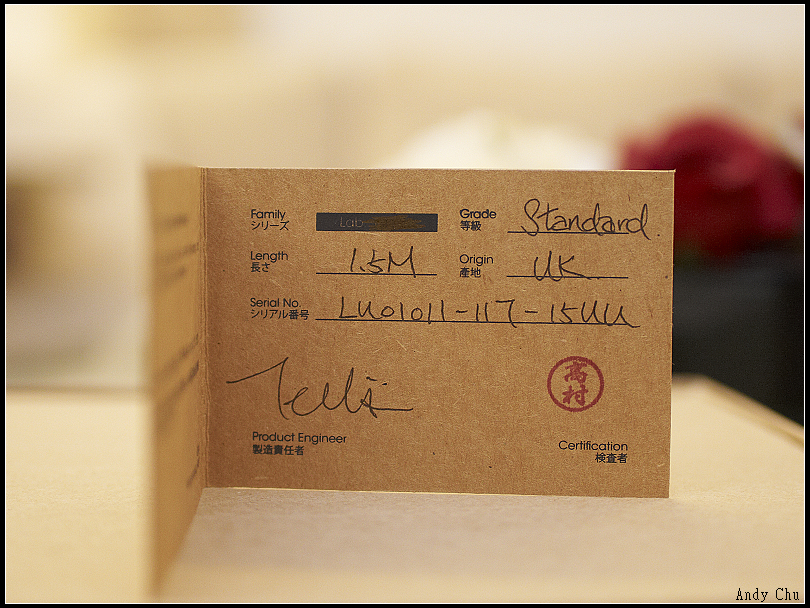 Family Lab Grade Standard
シリーズ 等級
Length 1.5M Origin UK
長さ 產地
Serial No. LU01011-117-15UU
シリアル番号
高村
Product Engineer Certification
製造責任者 検査者
Andy Chu